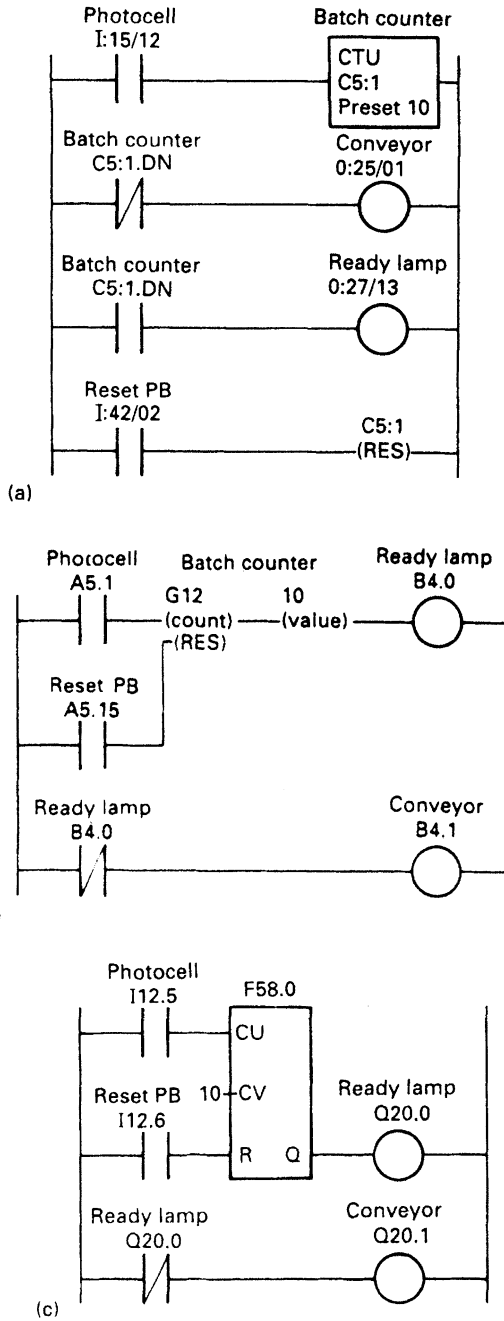 Photocell
I:15/12
Batch counter
CTU
C5:1
Preset 10
Batch counter
C5:1.DN
Conveyor
0:25/01
Batch counter
C5:1.DN
Ready lamp
0:27/13
Reset PB
I:42/02
C5:1
(RES)
(a)
Photocell
A5.1
Batch counter
G12
(count)
(RES)
10
(value)
Ready lamp
B4.0
Reset PB
A5.15
Ready lamp
B4.0
Conveyor
B4.1
Photocell
I12.5
F58.0
CU
Reset PB
I12.6
10
CV
R
Q
Ready lamp
Q20.0
Ready lamp
Q20.0
Conveyor
Q20.1
(c)